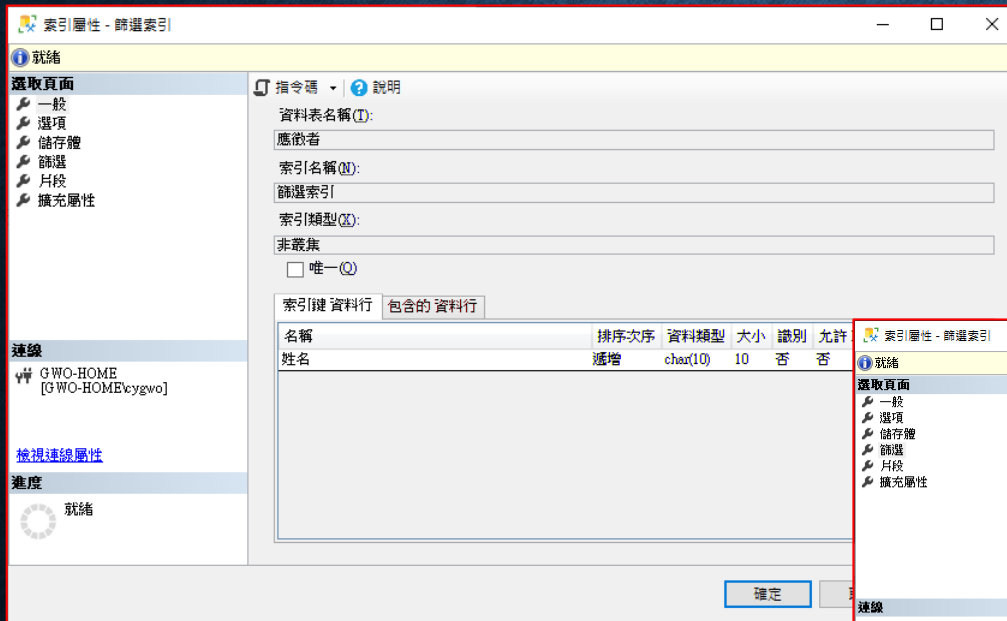 索引屬性 - 篩選索引
就緒
選取頁面
一般
選項
儲存體
篩選
片段
擴充屬性
連線
GWO-HOME
[GWO-HOME\cygwo]
檢視連線屬性
進度
就緒
指令碼
說明
資料表名稱(T):
應徵者
索引名稱(N):
篩選索引
索引類型(X):
非叢集
唯一(Q)
索引鍵 資料行 包含的 資料行
名稱 排序次序 資料類型 大小 識別 允許
姓名 遞增 char(10) 10 否 否
確定
索引屬性 - 篩選索引
就緒
選取頁面
一般
選項
儲存體
篩選
片段
擴充屬性
連線